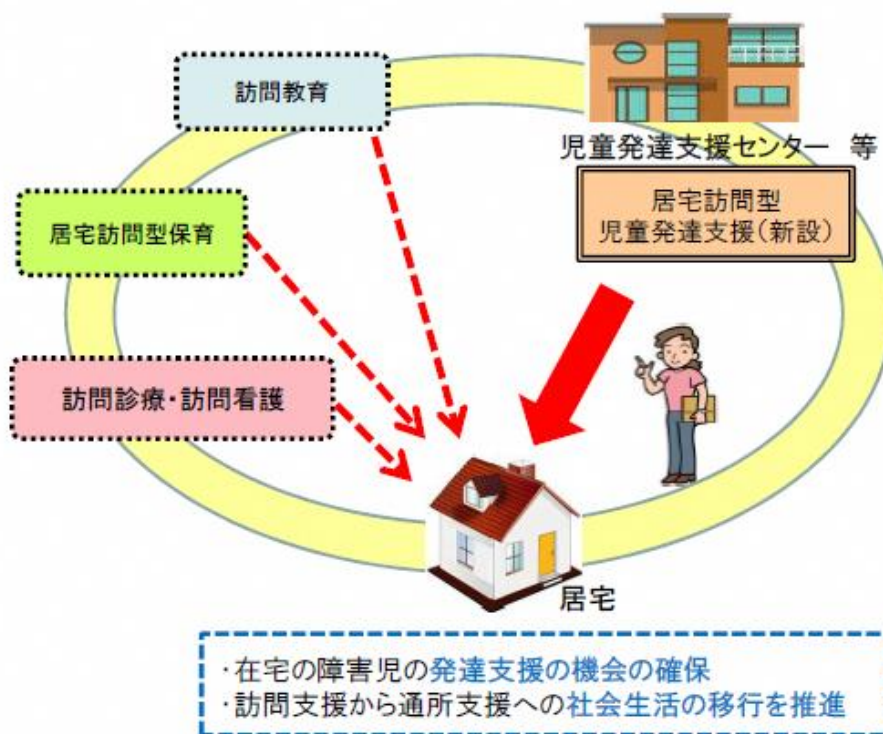 訪問教育
児童発達支援センター 等
居宅訪問型
児童発達支援(新設)
居宅訪問型保育
訪問診療・訪問看護
居宅
・在宅の障害児の発達支援の機会の確保
・訪問支援から通所支援への社会生活の移行を推進